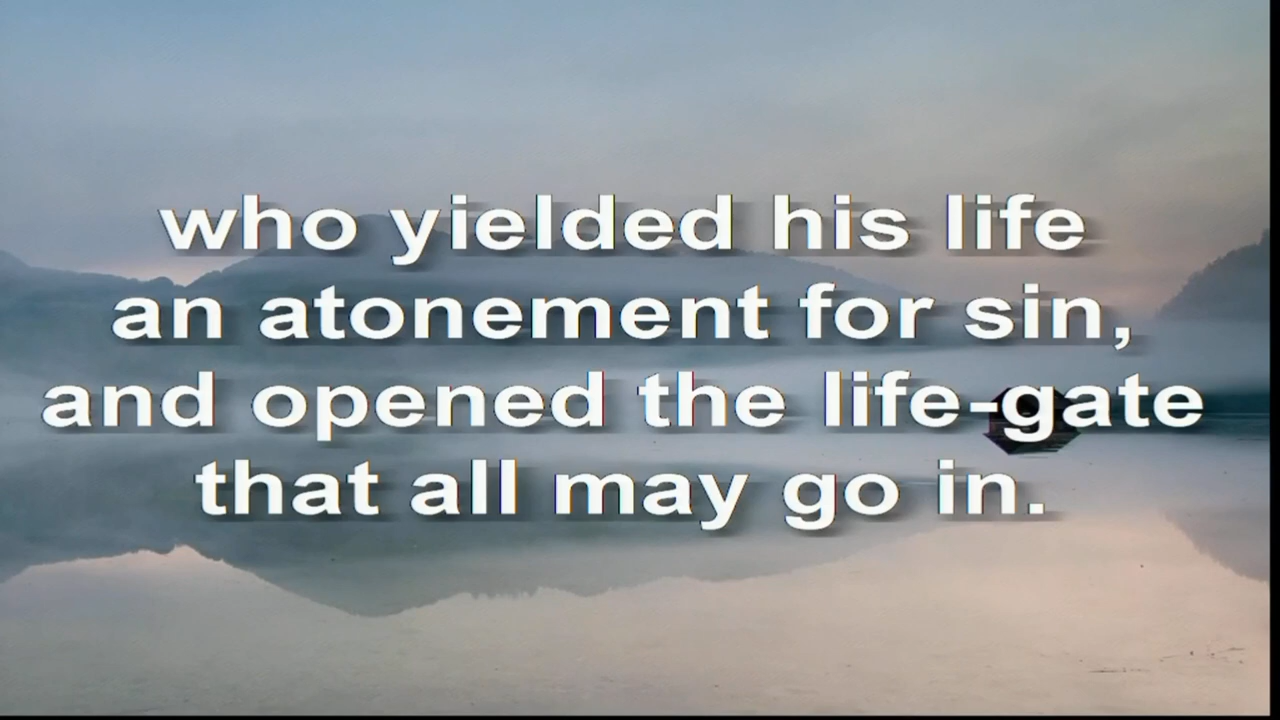 who yielded his life
an atonement for sin,
and opened the life-gate
that all may go in.